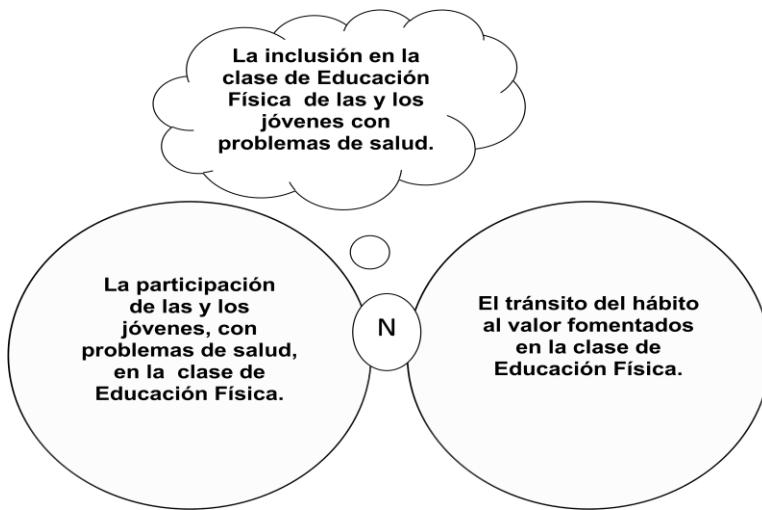 La inclusión en la
clase de Educación
Física de las y los
jóvenes con
problemas de salud.
La participación
de las y los
jóvenes, con
problemas de salud,
en la clase de
Educación Física.
N
El tránsito del hábito
al valor fomentados
en la clase de
Educación Física.